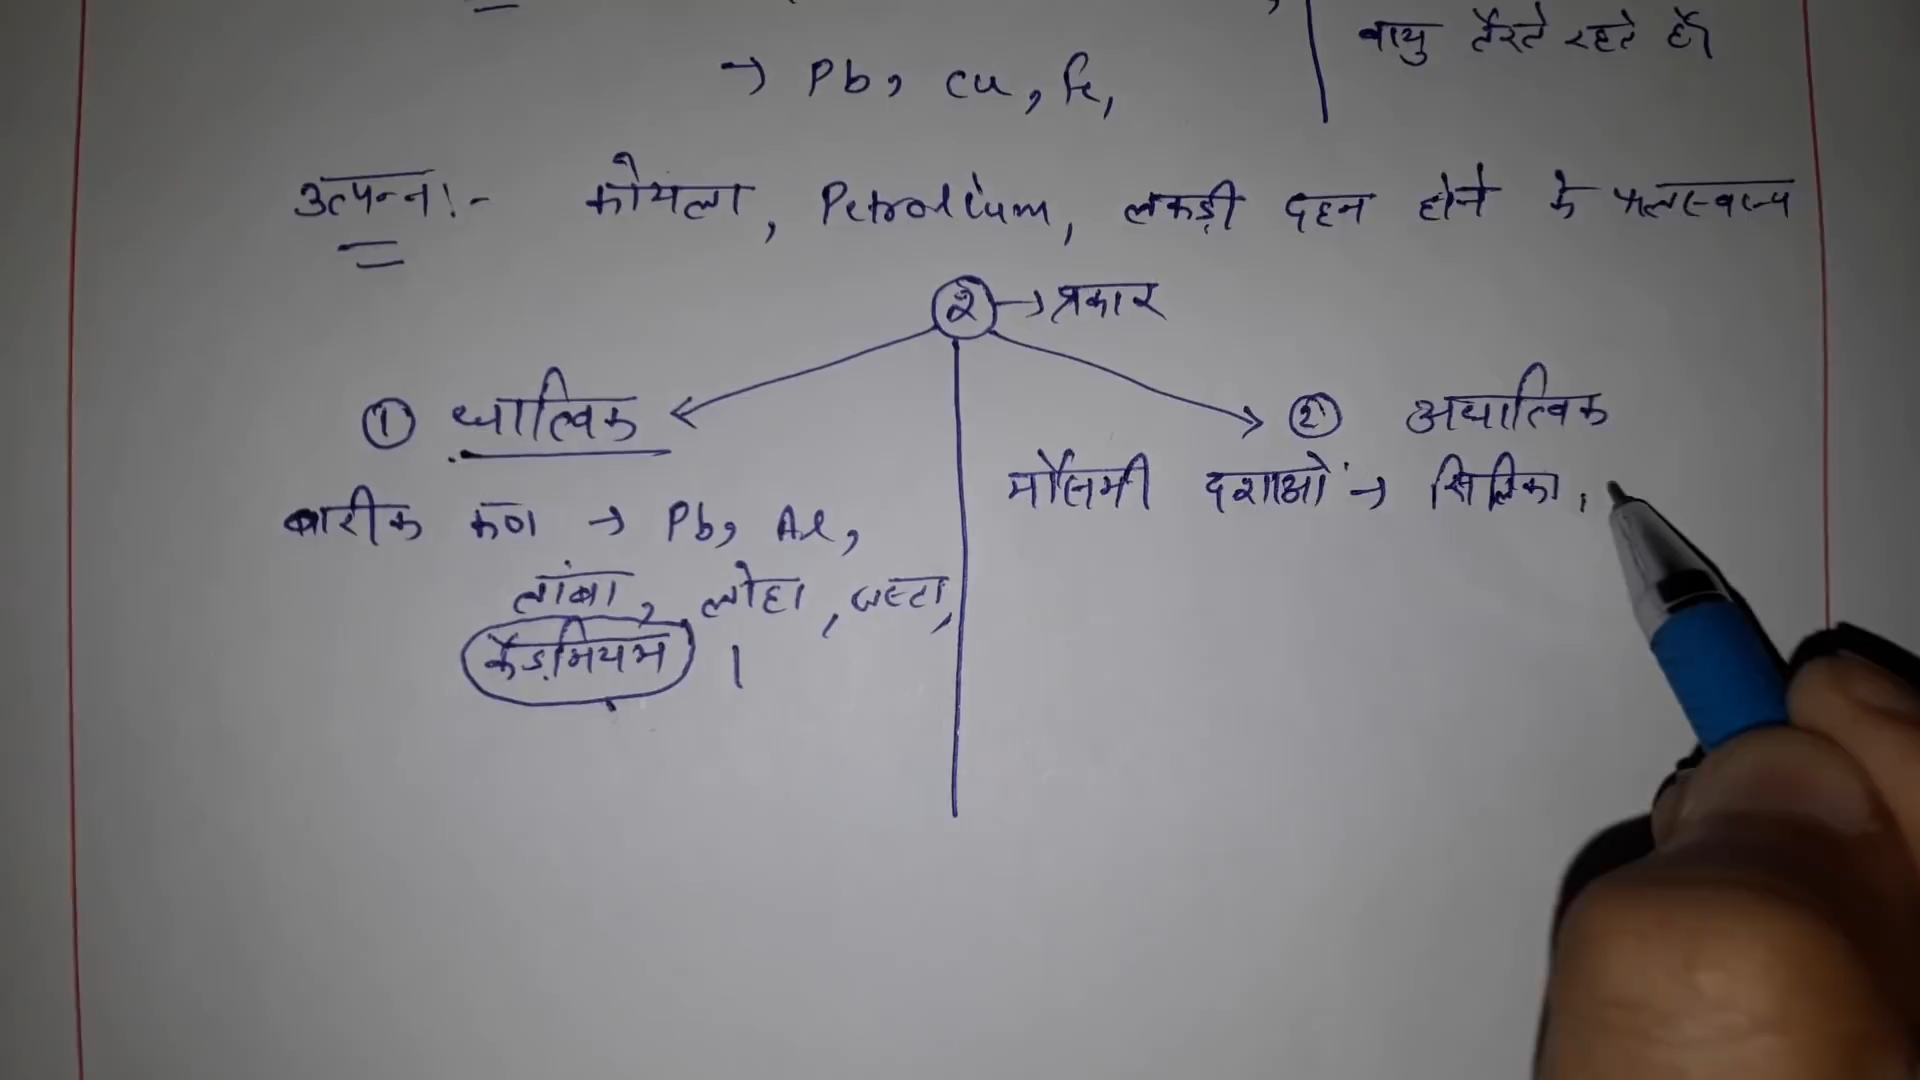 वायु तैरते रहते हैं।
→ Pb, Cu, Fe,
उत्पन्न :- कोयला, Petrolium, लकड़ी दहन होने के फलस्वरूप
② → प्रकार
① धात्विक
② अधात्विक
बारीक कण → Pb, Al,
तांबा, लोहा, जस्ता,
कैडमियम ।
मौसमी दशाओं → सिलिका,